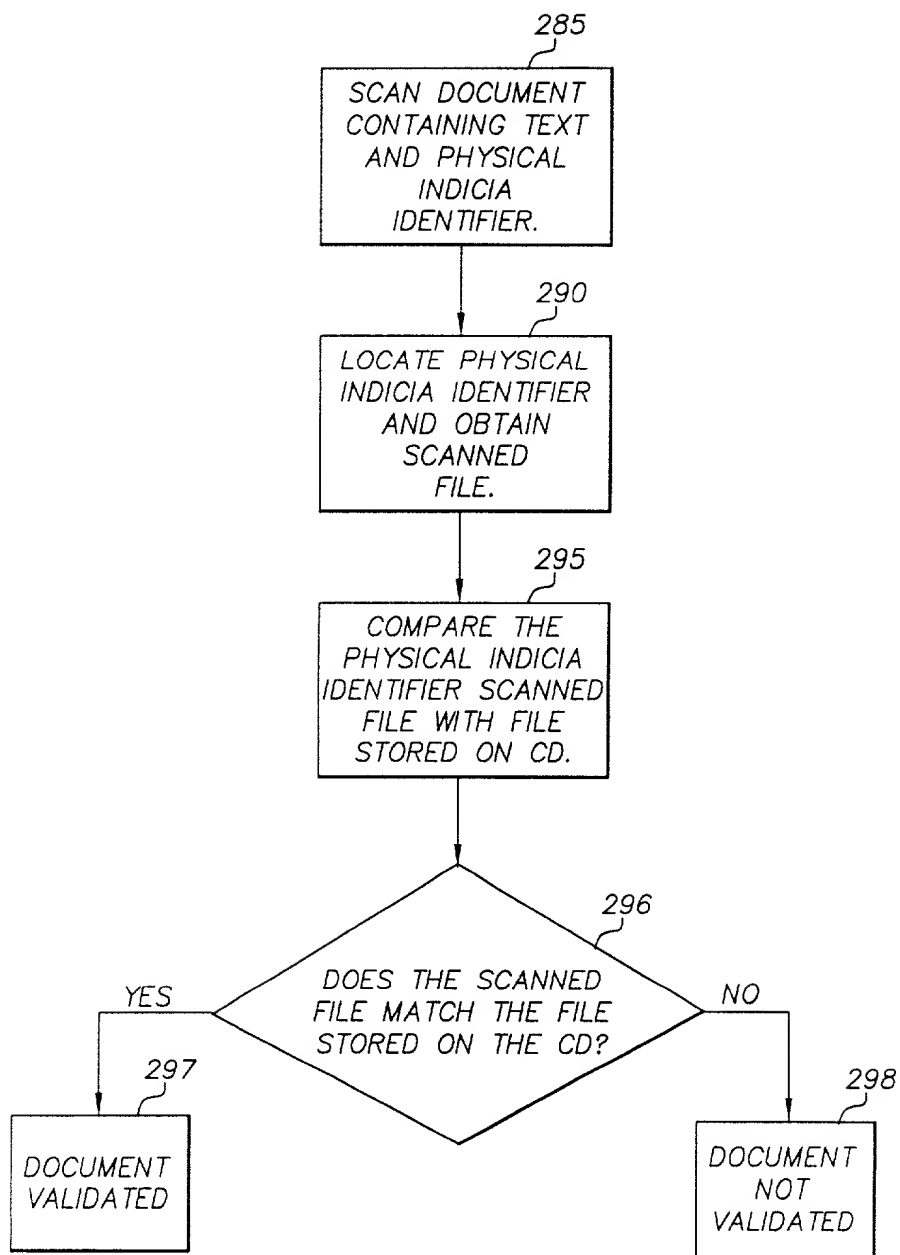 285
SCAN DOCUMENT
CONTAINING TEXT
AND PHYSICAL
INDICIA
IDENTIFIER.
290
LOCATE PHYSICAL
INDICIA IDENTIFIER
AND OBTAIN
SCANNED
FILE.
295
COMPARE THE
PHYSICAL INDICIA
IDENTIFIER SCANNED
FILE WITH FILE
STORED ON CD.
296
DOES THE SCANNED
FILE MATCH THE FILE
STORED ON THE CD?
YES
NO
297
DOCUMENT
VALIDATED
298
DOCUMENT
NOT
VALIDATED